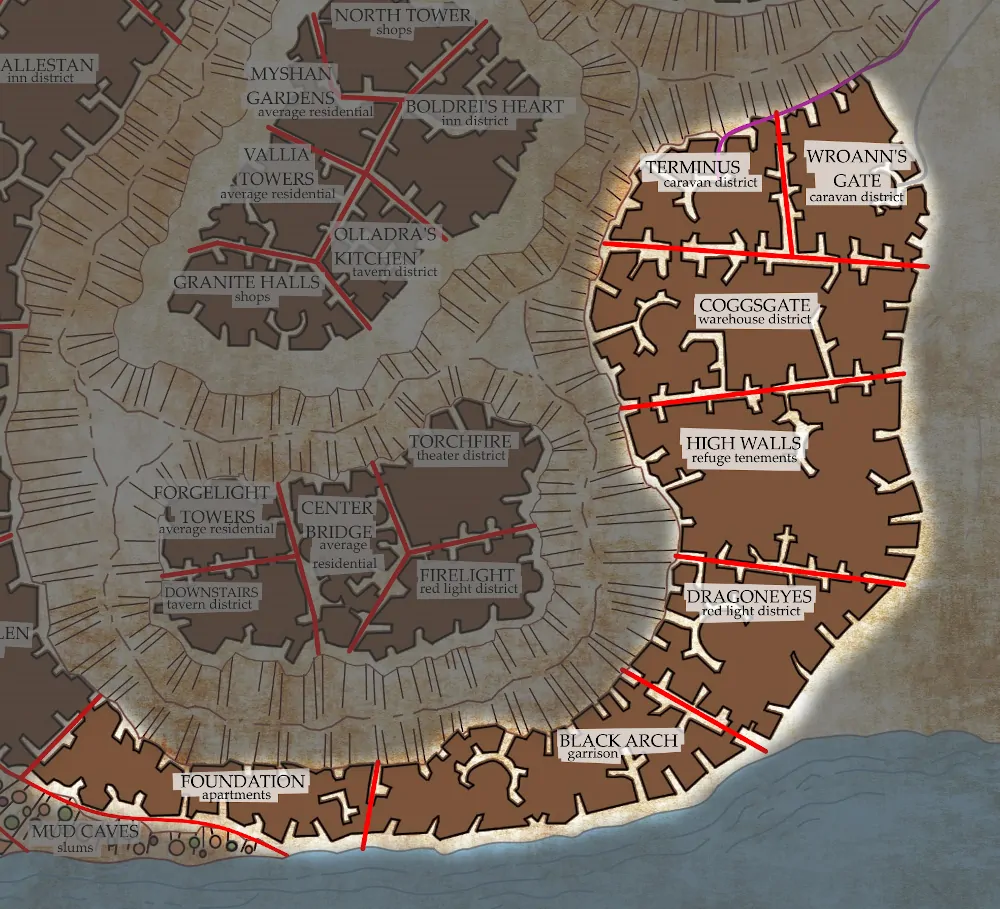 NORTH TOWER
shops
ALLESTAN
inn district
MYSHAN
GARDENS
average residential
BOLDREI'S HEART
inn district
VALLIA
TOWERS
average residential
TERMINUS
caravan district
WROANN'S
GATE
caravan district
OLLADRA'S
KITCHEN
tavern district
GRANITE HALLS
shops
COGGSGATE
warehouse district
TORCHFIRE
theater district
HIGH WALLS
refuge tenements
FORGELIGHT
TOWERS
average residential
CENTER
BRIDGE
average
residential
FIRELIGHT
red light district
DOWNSTAIRS
tavern district
DRAGONEYES
red light district
LEN
BLACK ARCH
garrison
FOUNDATION
apartments
MUD CAVES
slums